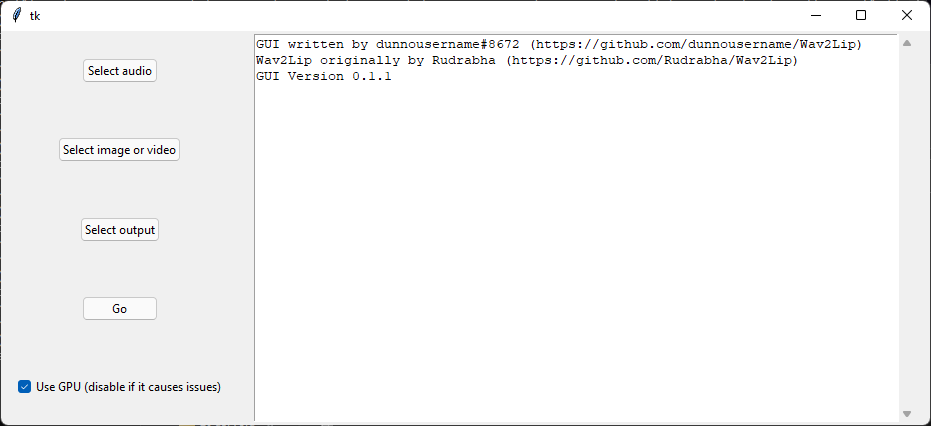 tk
Select audio
Select image or video
Select output
Go
Use GPU (disable if it causes issues)
GUI written by dunnousername#8672 (https://github.com/dunnousername/Wav2Lip)
Wav2Lip originally by Rudrabha (https://github.com/Rudrabha/Wav2Lip)
GUI Version 0.1.1